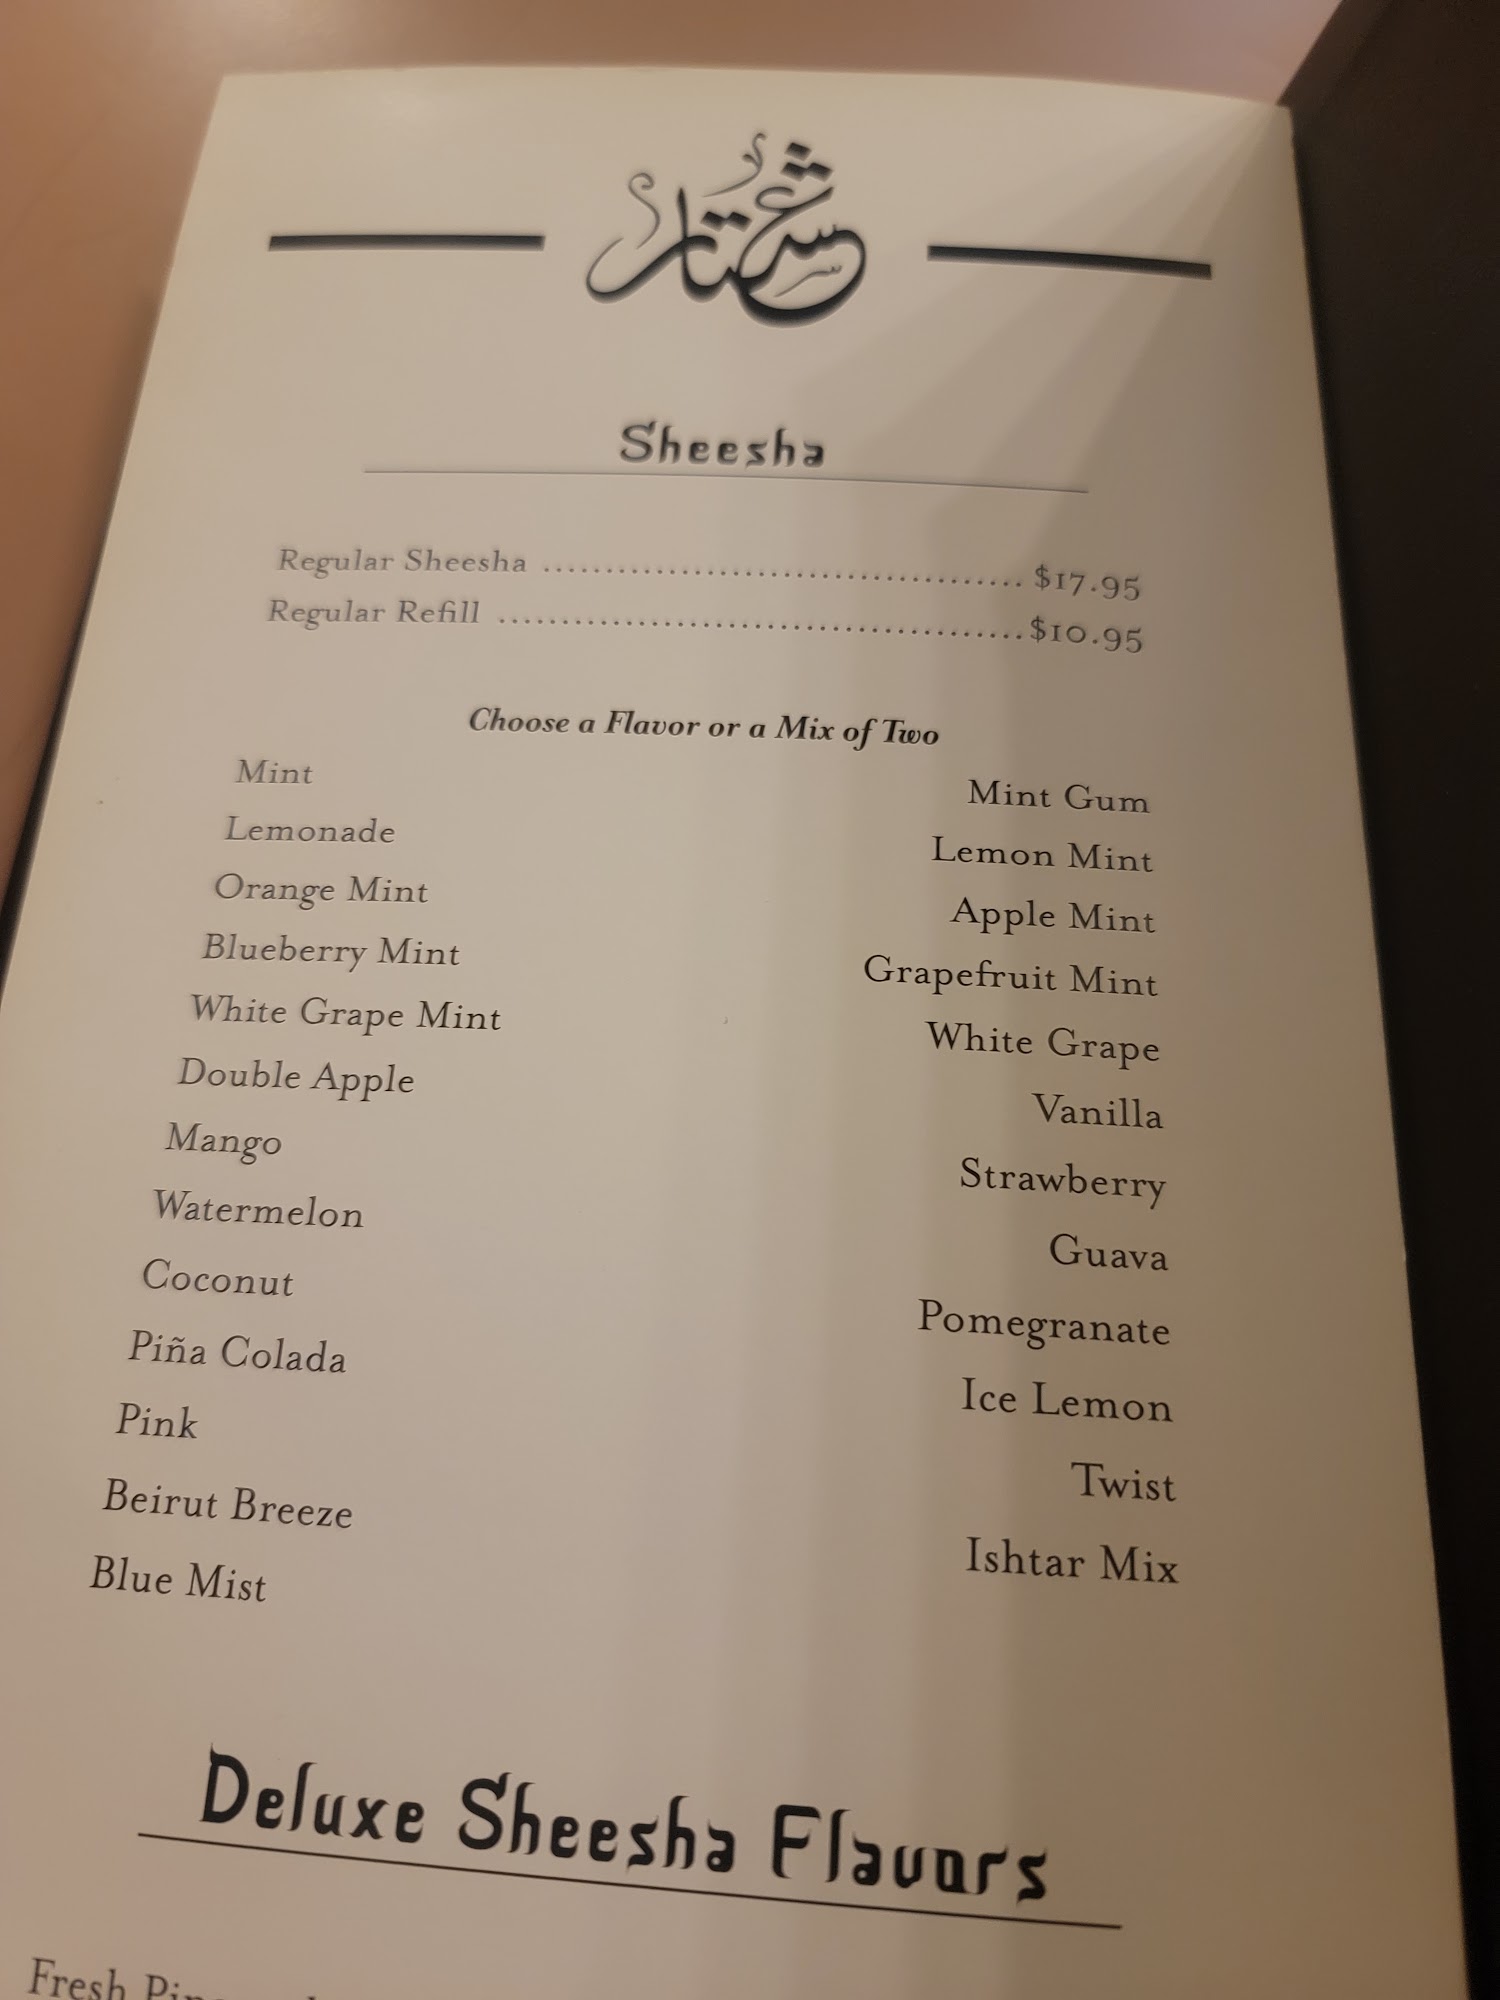 عشتار
Sheesha
Regular Sheesha ...................................... $17.95
Regular Refill ..........................................$10.95
Choose a Flavor or a Mix of Two
Mint
Mint Gum
Lemonade
Lemon Mint
Orange Mint
Apple Mint
Blueberry Mint
Grapefruit Mint
White Grape Mint
White Grape
Double Apple
Vanilla
Mango
Strawberry
Watermelon
Guava
Coconut
Pomegranate
Piña Colada
Ice Lemon
Pink
Twist
Beirut Breeze
Ishtar Mix
Blue Mist
Deluxe Sheesha Flavors
Fresh